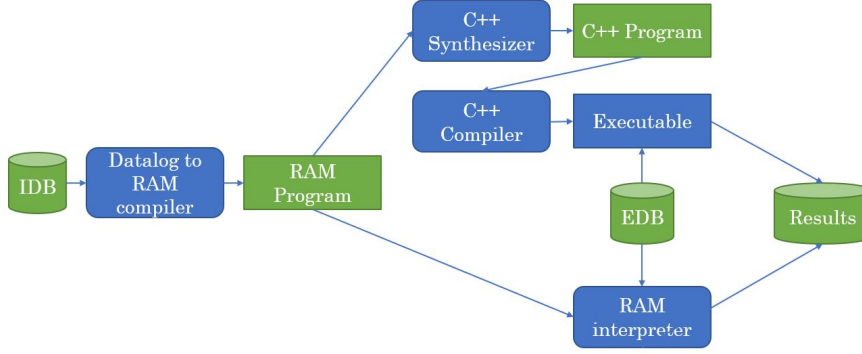 C++
Synthesizer
C++ Program
C++
Compiler
Executable
IDB
Datalog to
RAM
compiler
RAM
Program
EDB
Results
RAM
interpreter